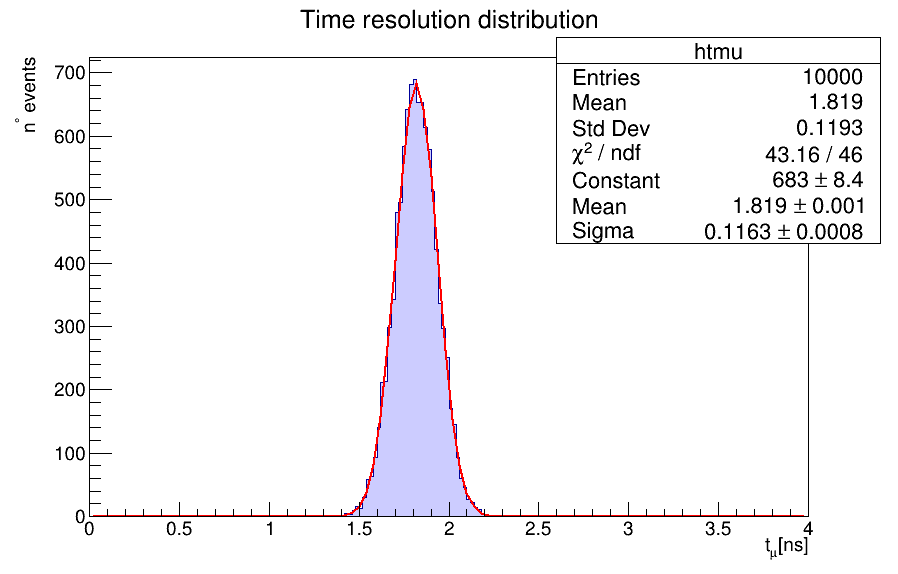 Time resolution distribution
htmu
Entries 10000
Mean 1.819
Std Dev 0.1193
χ² / ndf 43.16 / 46
Constant 683 ± 8.4
Mean 1.819 ± 0.001
Sigma 0.1163 ± 0.0008
n° events
700
600
500
400
300
200
100
0
0 0.5 1 1.5 2 2.5 3 3.5 4
tμ[ns]